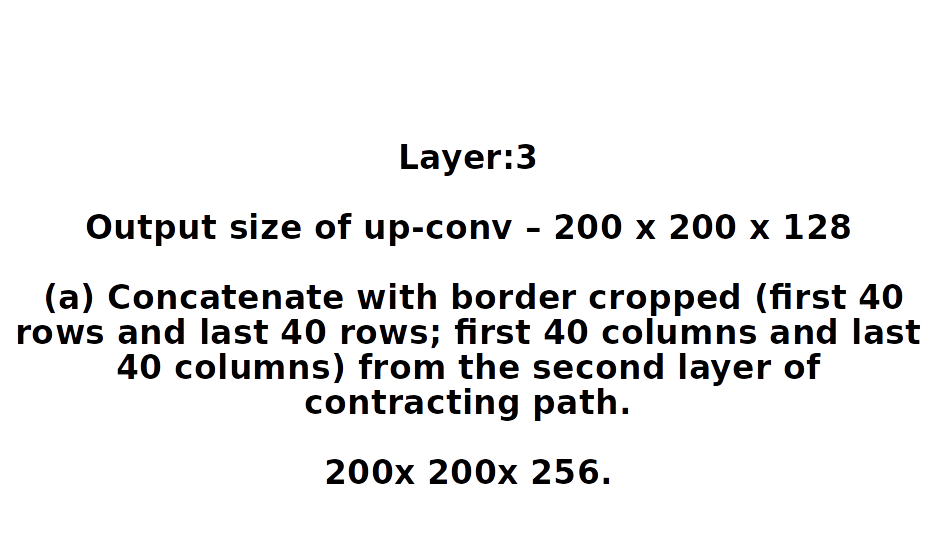 Layer:3
Output size of up-conv – 200 x 200 x 128
(a) Concatenate with border cropped (first 40
rows and last 40 rows; first 40 columns and last
40 columns) from the second layer of
contracting path.
200x 200x 256.